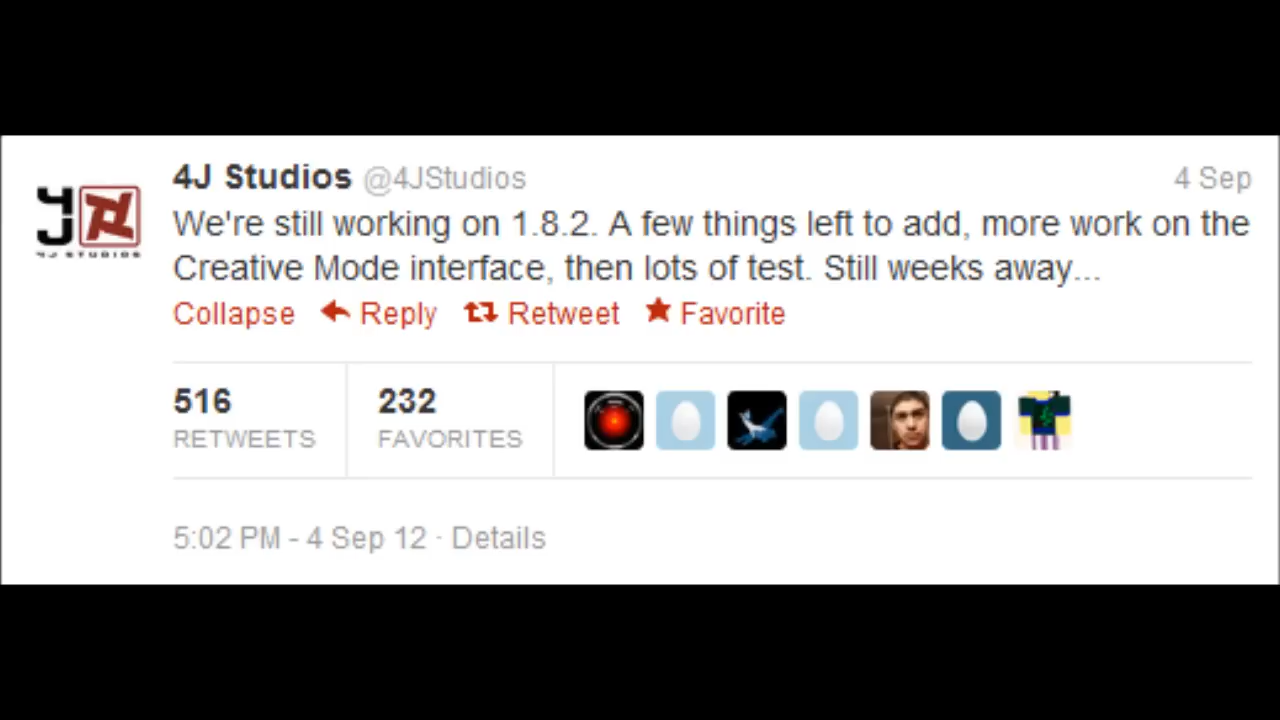 4J Studios @4JStudios 4 Sep
We're still working on 1.8.2. A few things left to add, more work on the
Creative Mode interface, then lots of test. Still weeks away...
Collapse Reply Retweet Favorite
4J STUDIOS
516 232
RETWEETS FAVORITES
5:02 PM - 4 Sep 12 · Details